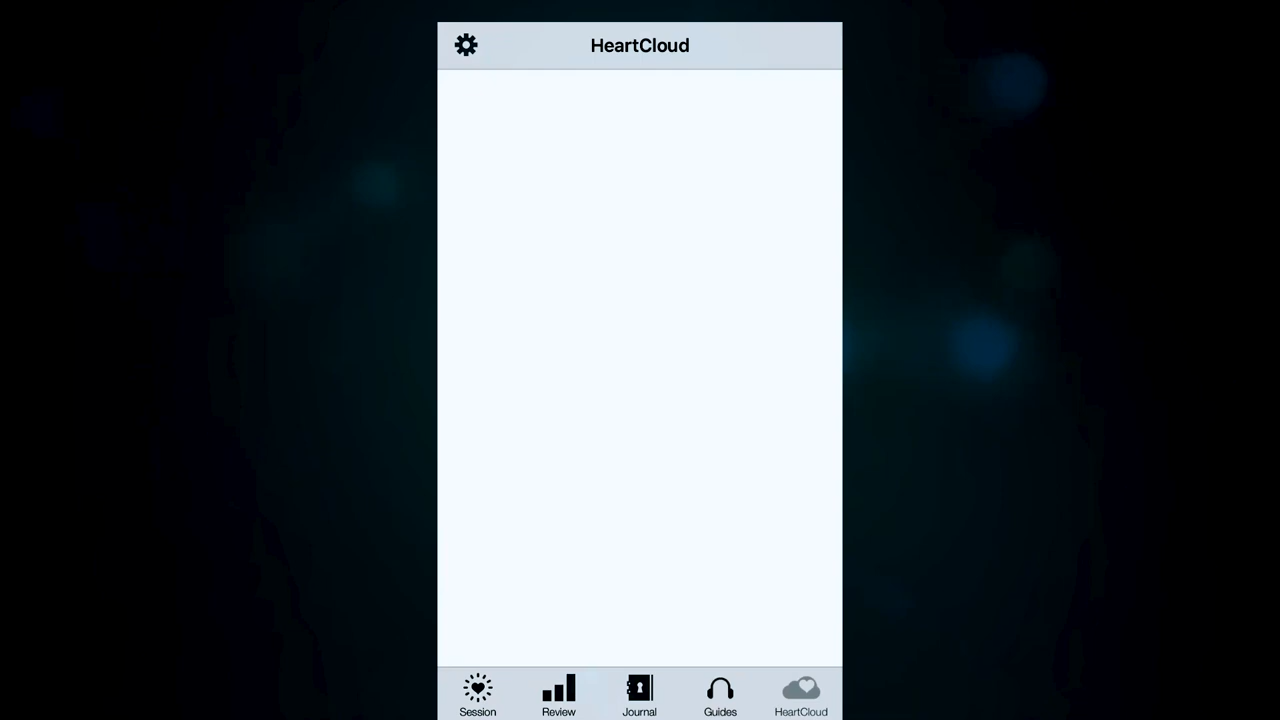 HeartCloud
Session
Review
Journal
Guides
HeartCloud